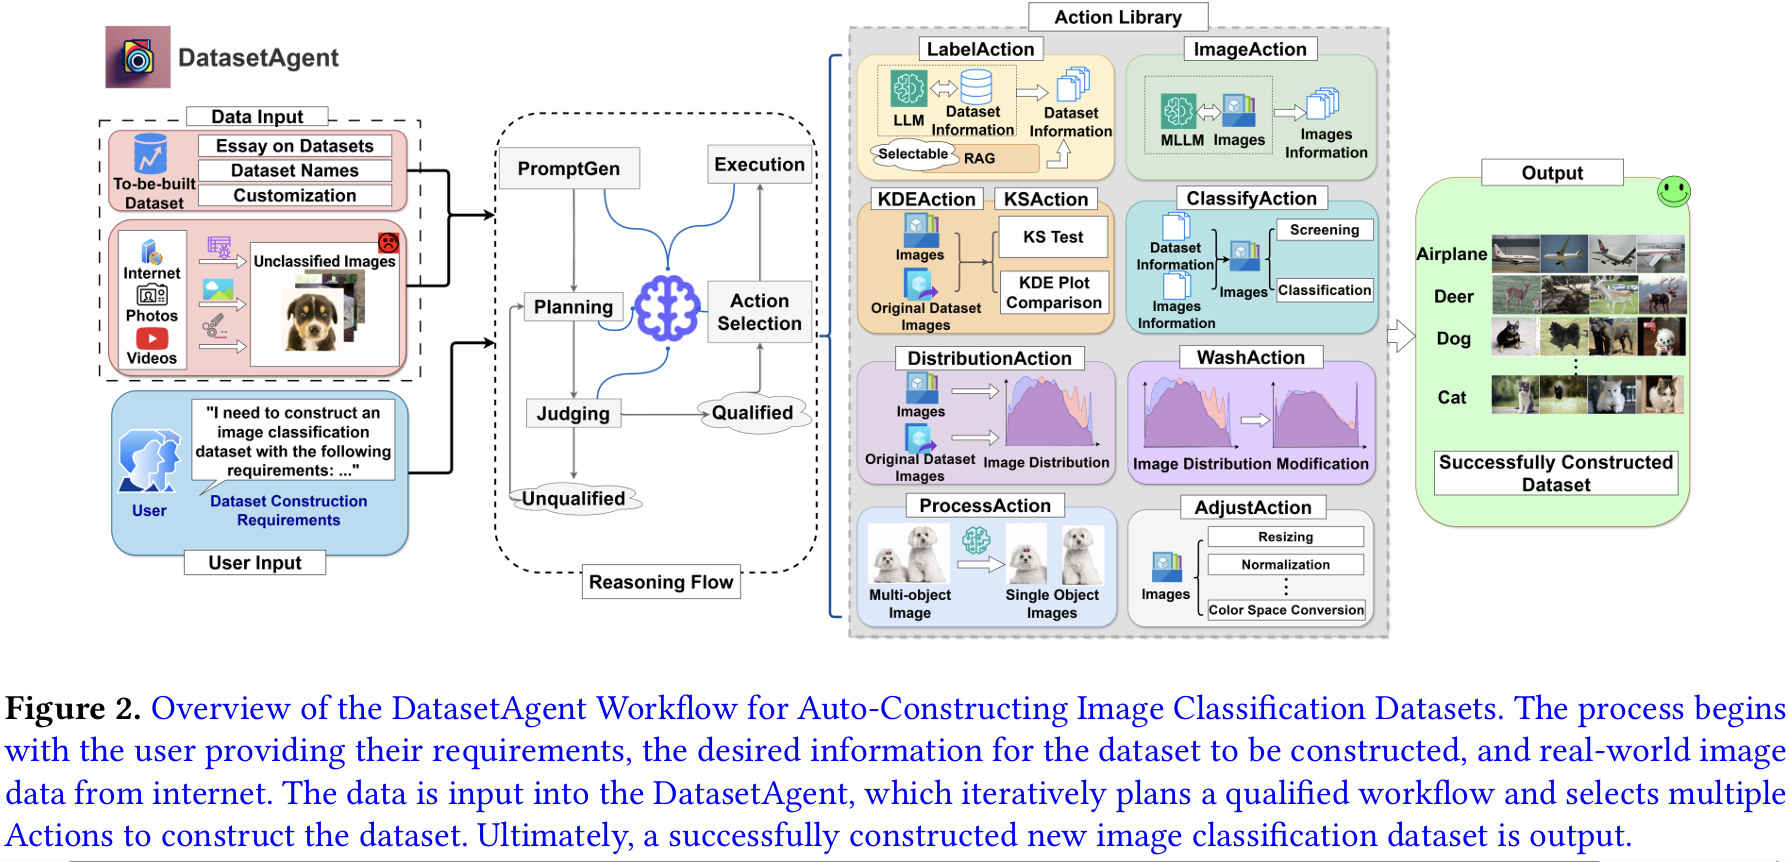 DatasetAgent
Data Input
To-be-built
Dataset
Essay on Datasets
Dataset Names
Customization
Internet
Photos
Videos
Unclassified Images
"I need to construct an
image classification
dataset with the following
requirements: ..."
User
Dataset Construction
Requirements
User Input
PromptGen
Execution
Planning
Action
Selection
Judging
Qualified
Unqualified
Reasoning Flow
Action Library
LabelAction
LLM
Dataset
Information
Dataset
Information
Selectable
RAG
ImageAction
MLLM
Images
Images
Information
KDEAction
KSAction
Images
Original Dataset
Images
KS Test
KDE Plot
Comparison
ClassifyAction
Dataset
Information
Images
Information
Images
Screening
Classification
DistributionAction
Images
Original Dataset
Images
Image Distribution
WashAction
Image Distribution
Modification
ProcessAction
Multi-object
Image
Single Object
Images
AdjustAction
Images
Resizing
Normalization
Color Space Conversion
Output
Airplane
Deer
Dog
Cat
Successfully Constructed
Dataset
Figure 2. Overview of the DatasetAgent Workflow for Auto-Constructing Image Classification Datasets. The process begins
with the user providing their requirements, the desired information for the dataset to be constructed, and real-world image
data from internet. The data is input into the DatasetAgent, which iteratively plans a qualified workflow and selects multiple
Actions to construct the dataset. Ultimately, a successfully constructed new image classification dataset is output.